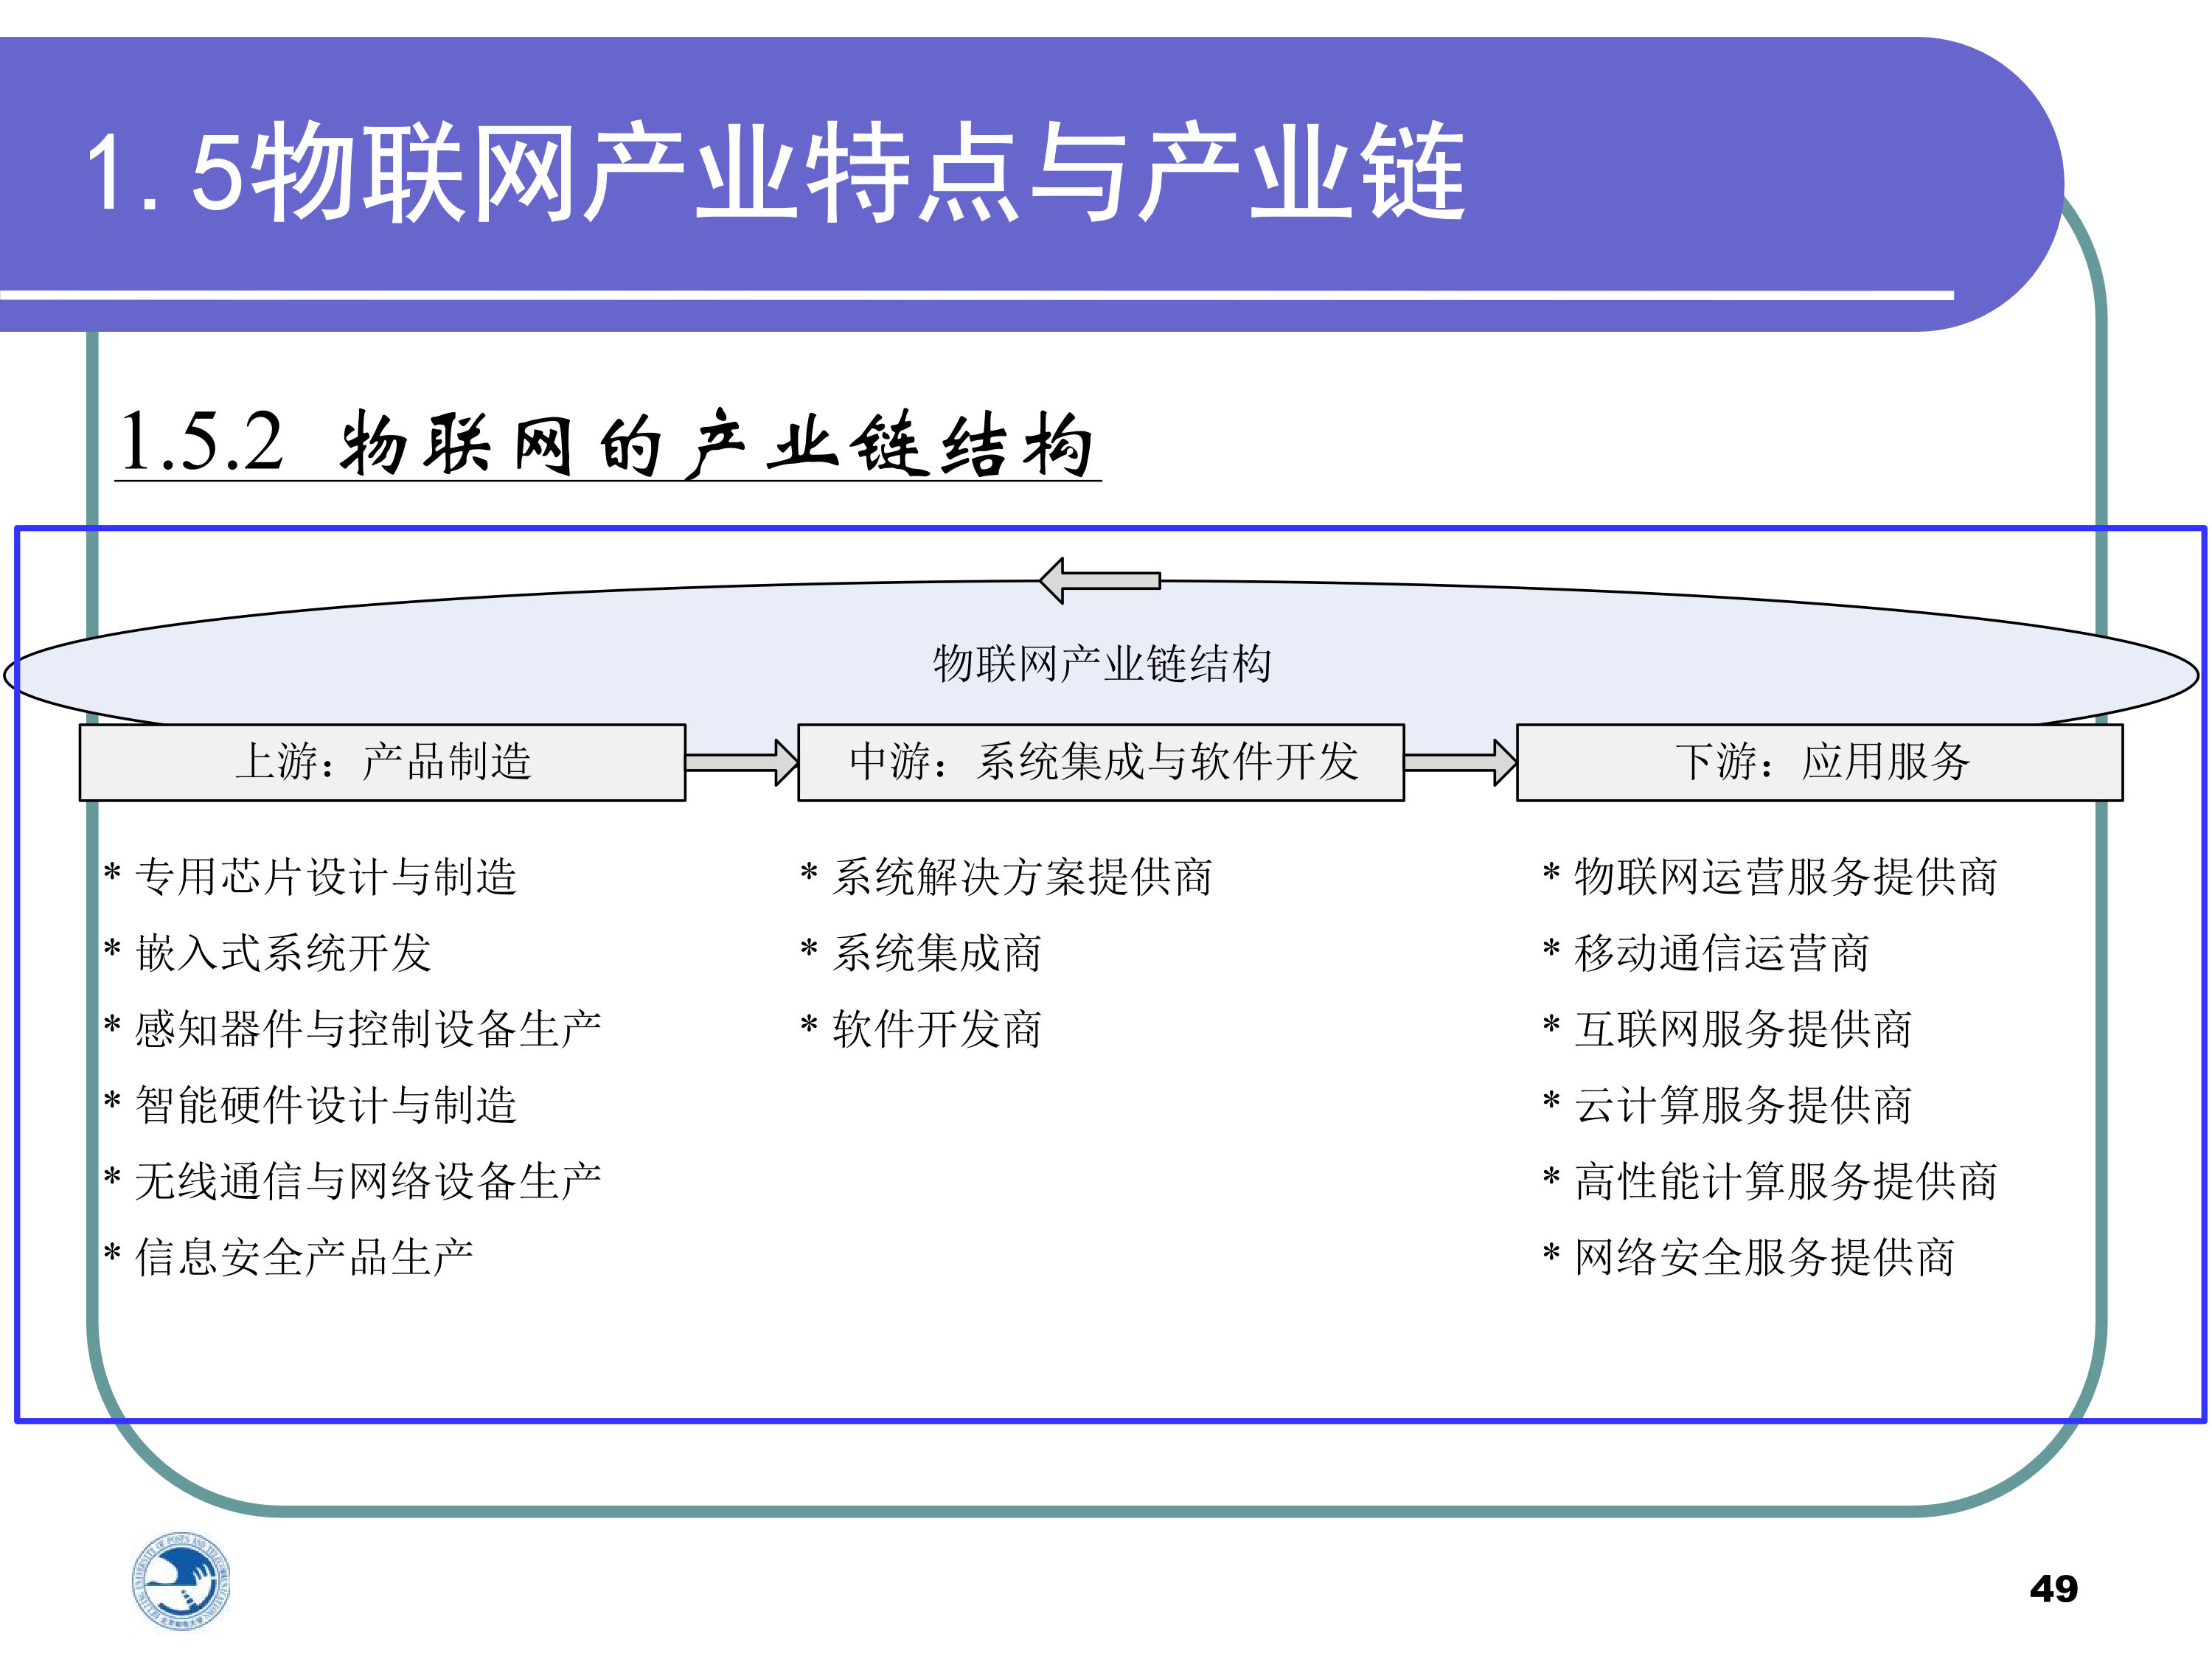 1.5物联网产业特点与产业链
1.5.2 物联网的产业链结构
物联网产业链结构
上游：产品制造
中游：系统集成与软件开发
下游：应用服务
* 专用芯片设计与制造
* 嵌入式系统开发
* 感知器件与控制设备生产
* 智能硬件设计与制造
* 无线通信与网络设备生产
* 信息安全产品生产
* 系统解决方案提供商
* 系统集成商
* 软件开发商
* 物联网运营服务提供商
* 移动通信运营商
* 互联网服务提供商
* 云计算服务提供商
* 高性能计算服务提供商
* 网络安全服务提供商
49